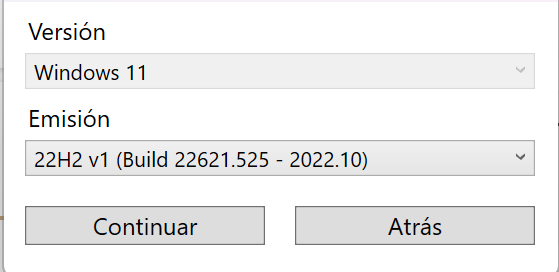 Versión
Windows 11
Emisión
22H2 v1 (Build 22621.525 - 2022.10)
Continuar
Atrás